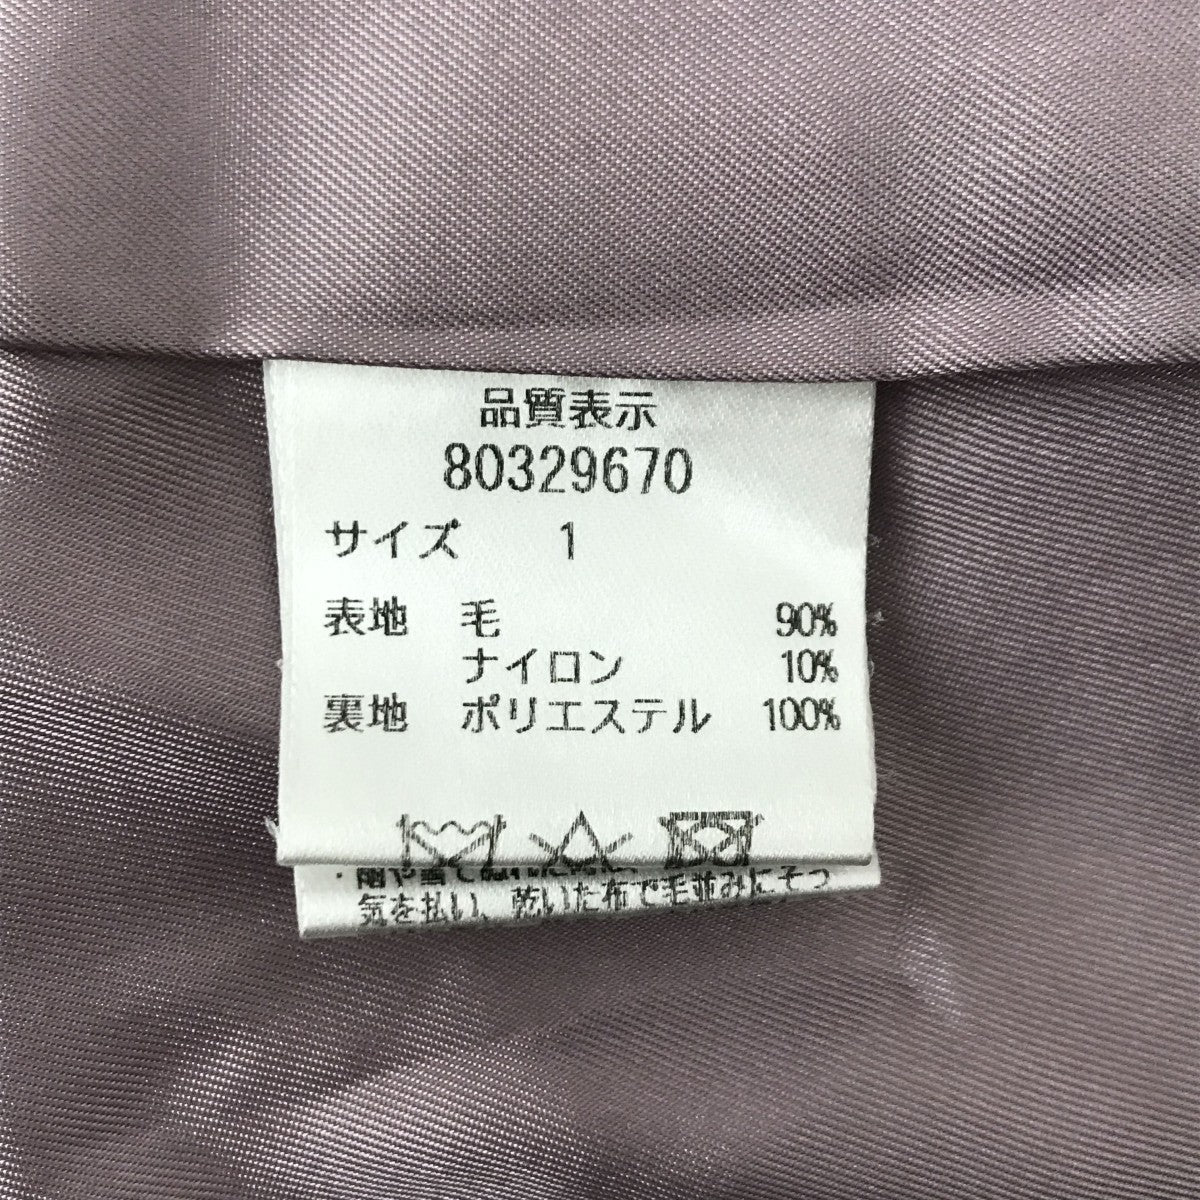 品質表示
80329670
サイズ 1
表地 毛 90%
ナイロン 10%
裏地 ポリエステル 100%
気を払い、乾いた布で毛並みにそっ